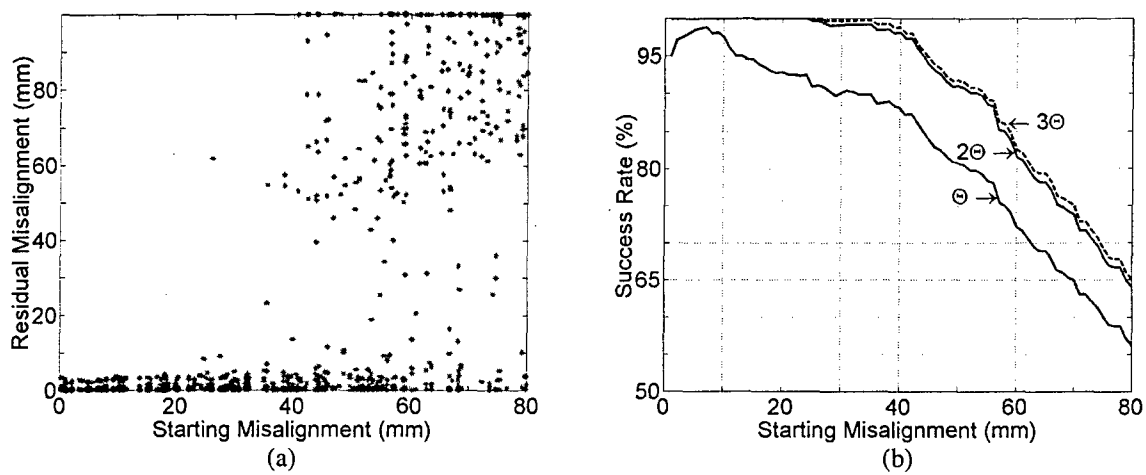 Residual Misalignment (mm)
80
60
40
20
0
0 20 40 60 80
Starting Misalignment (mm)
(a)
Success Rate (%)
95
80
65
50
3Θ
2Θ
Θ
0 20 40 60 80
Starting Misalignment (mm)
(b)